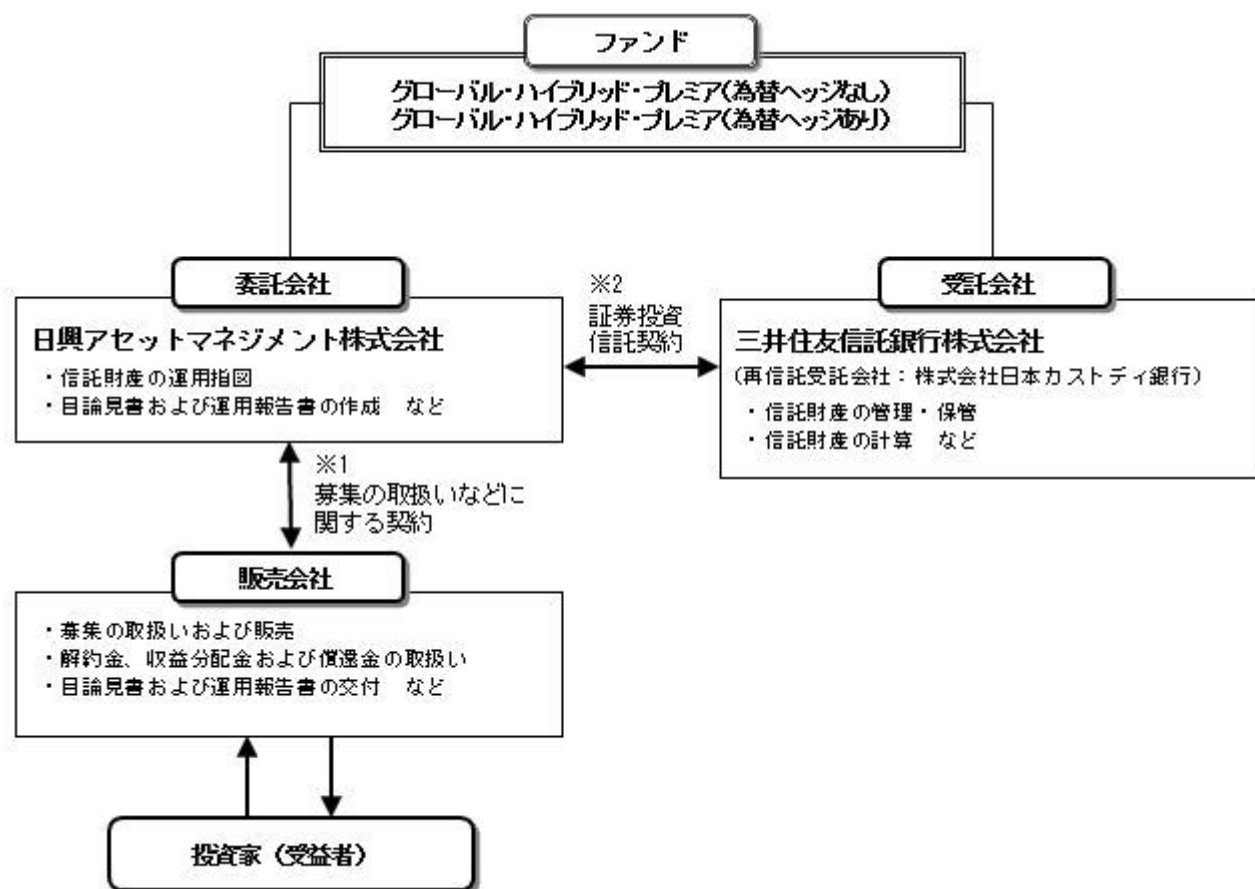 ファンド
グローバル・ハイブリッド・プレミア(為替ヘッジなし)
グローバル・ハイブリッド・プレミア(為替ヘッジあり)
委託会社
日興アセットマネジメント株式会社
・信託財産の運用指図
・目論見書および運用報告書の作成　など
※2
証券投資
信託契約
受託会社
三井住友信託銀行株式会社
(再信託受託会社：株式会社日本カストディ銀行)
・信託財産の管理・保管
・信託財産の計算　など
※1
募集の取扱いなどに
関する契約
販売会社
・募集の取扱いおよび販売
・解約金、収益分配金および償還金の取扱い
・目論見書および運用報告書の交付　など
投資家（受益者）